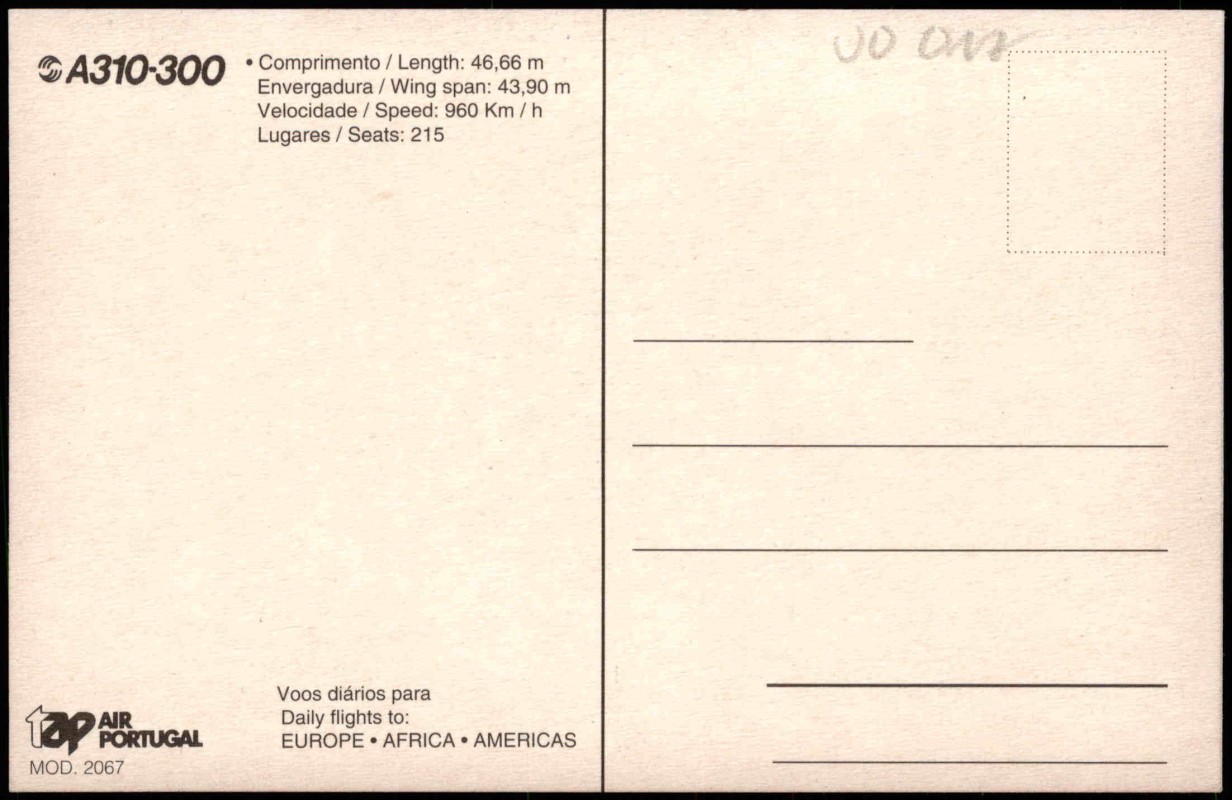 A310-300
• Comprimento / Length: 46,66 m
Envergadura / Wing span: 43,90 m
Velocidade / Speed: 960 Km / h
Lugares / Seats: 215
Voos diários para
Daily flights to:
EUROPE • AFRICA • AMERICAS
tap AIR PORTUGAL
MOD. 2067